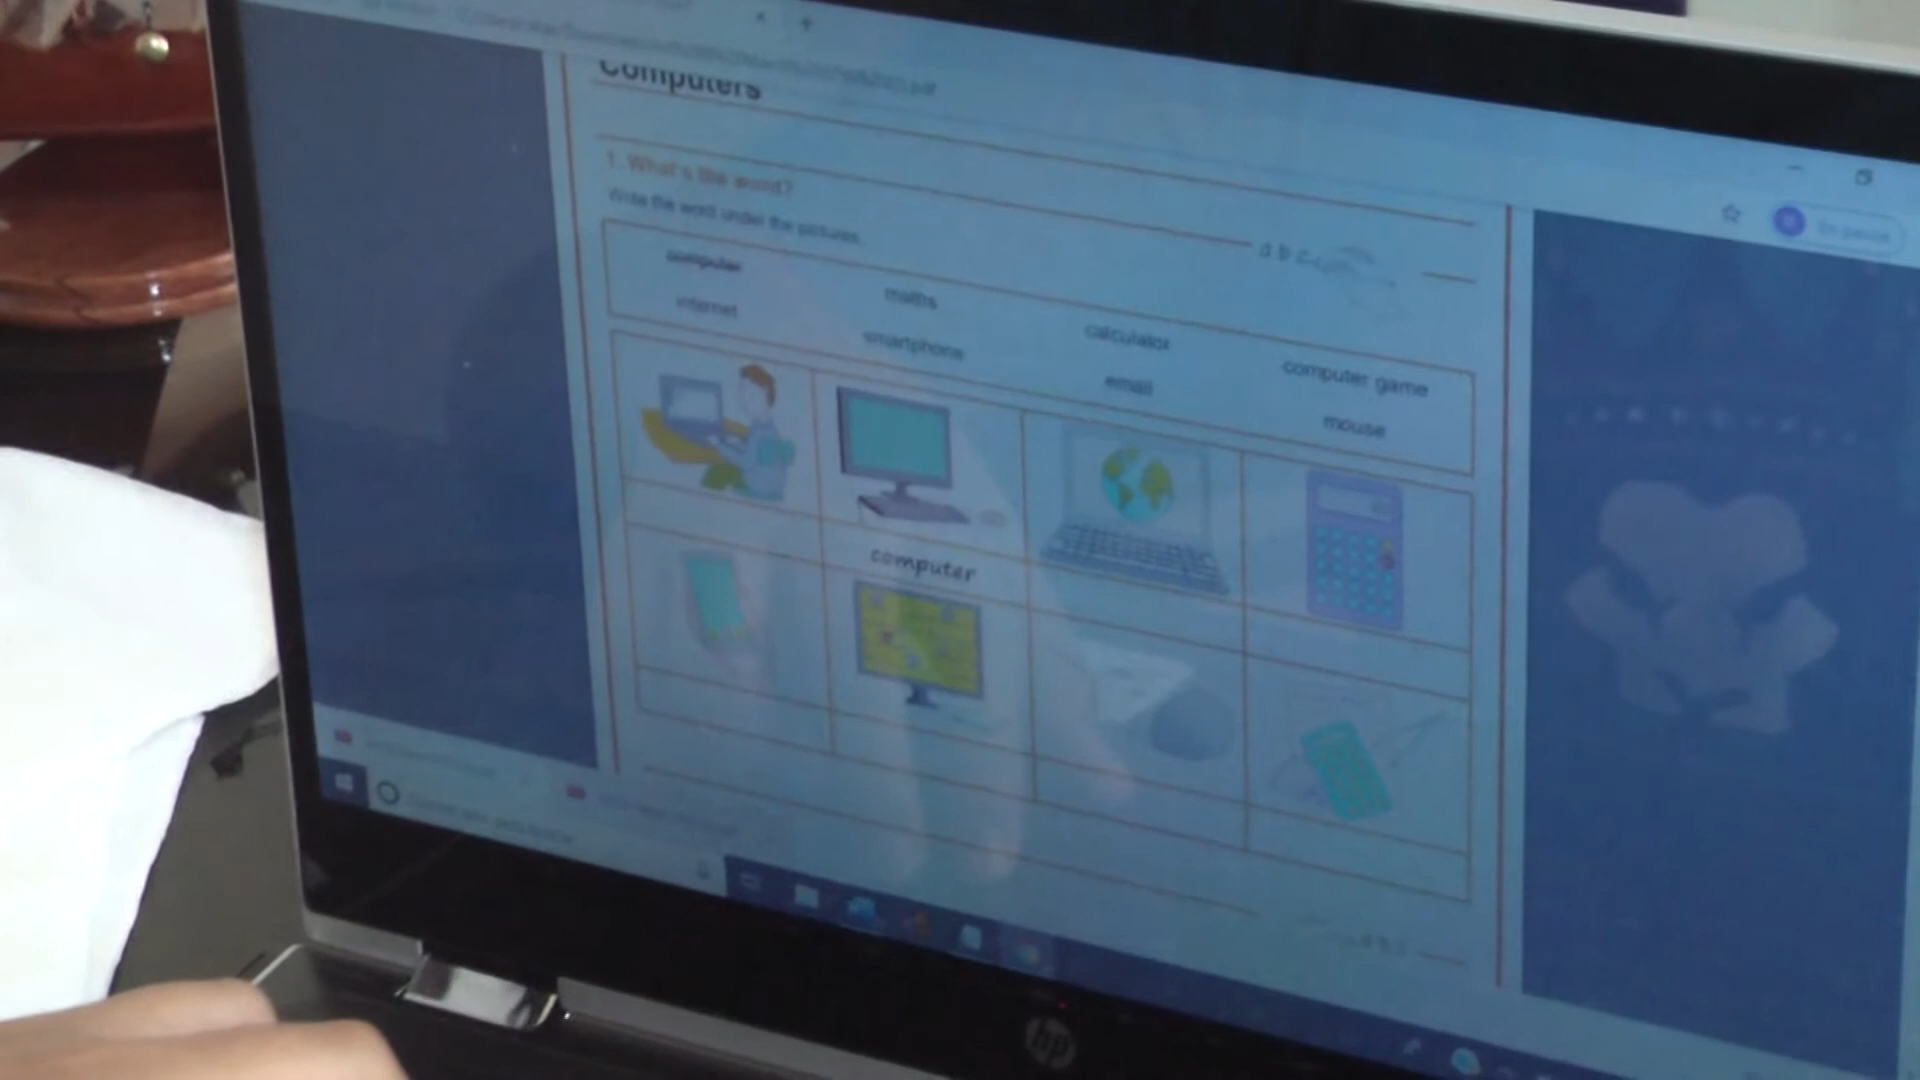 Computers
1. What's the word?
Write the word under the pictures.
a b c
computer maths calculator computer game
internet smartphone email mouse
computer
hp